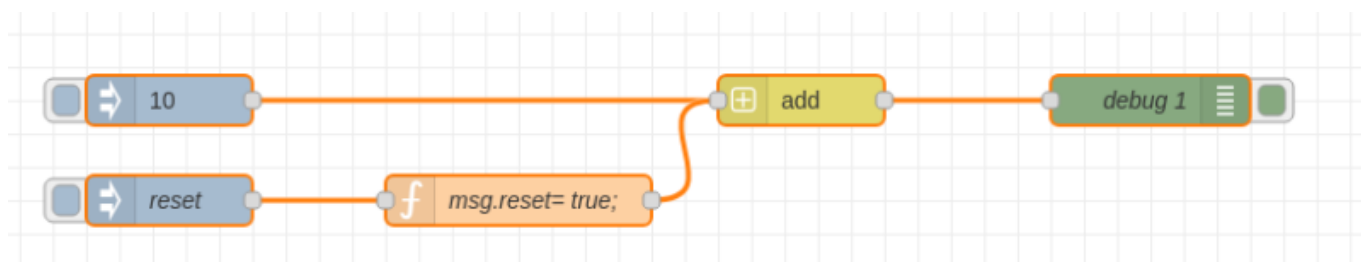 10
add
debug 1
reset
msg.reset= true;